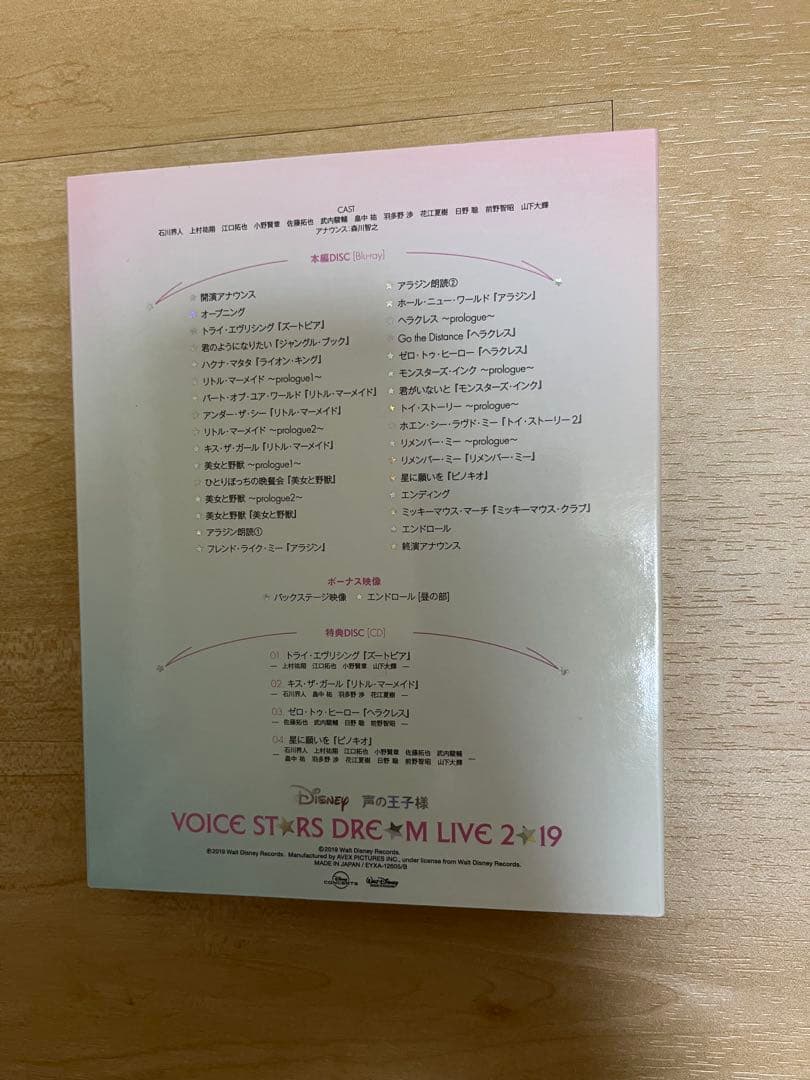 CAST
石川界人 上村祐翔 江口拓也 小野賢章 佐藤拓也 武内駿輔 畠中 祐 羽多野 渉 花江夏樹 日野 聡 前野智昭 山下大輝
アナウンス:森川智之
本編DISC [Blu-ray]
開演アナウンス
オープニング
トライ・エヴリシング『ズートピア』
君のようになりたい『ジャングル・ブック』
ハクナ・マタタ『ライオン・キング』
リトル・マーメイド 〜prologue1〜
パート・オブ・ユア・ワールド『リトル・マーメイド』
アンダー・ザ・シー『リトル・マーメイド』
リトル・マーメイド 〜prologue2〜
キス・ザ・ガール『リトル・マーメイド』
美女と野獣 〜prologue1〜
ひとりぼっちの晩餐会『美女と野獣』
美女と野獣 〜prologue2〜
美女と野獣『美女と野獣』
アラジン朗読①
フレンド・ライク・ミー『アラジン』
アラジン朗読②
ホール・ニュー・ワールド『アラジン』
ヘラクレス 〜prologue〜
Go the Distance『ヘラクレス』
ゼロ・トゥ・ヒーロー『ヘラクレス』
モンスターズ・インク 〜prologue〜
君がいないと『モンスターズ・インク』
トイ・ストーリー 〜prologue〜
ホエン・シー・ラヴド・ミー『トイ・ストーリー2』
リメンバー・ミー 〜prologue〜
リメンバー・ミー『リメンバー・ミー』
星に願いを『ピノキオ』
エンディング
ミッキーマウス・マーチ『ミッキーマウス・クラブ』
エンドロール
終演アナウンス
ボーナス映像
バックステージ映像 エンドロール[昼の部]
特典DISC [CD]
01. トライ・エヴリシング『ズートピア』
— 上村祐翔 江口拓也 小野賢章 山下大輝 —
02. キス・ザ・ガール『リトル・マーメイド』
— 石川界人 畠中 祐 羽多野 渉 花江夏樹 —
03. ゼロ・トゥ・ヒーロー『ヘラクレス』
— 佐藤拓也 武内駿輔 日野 聡 前野智昭 —
04. 星に願いを『ピノキオ』
— 石川界人 上村祐翔 江口拓也 小野賢章 佐藤拓也 武内駿輔
畠中 祐 羽多野 渉 花江夏樹 日野 聡 前野智昭 山下大輝 —
Disney 声の王子様
VOICE ST★RS DRE★M LIVE 2★19
©2019 Walt Disney Records.
©2019 Walt Disney Records. Manufactured by AVEX PICTURES INC., under license from Walt Disney Records.
MADE IN JAPAN / EYXA-12605/B
Disney CONCERTS Walt Disney RECORDS